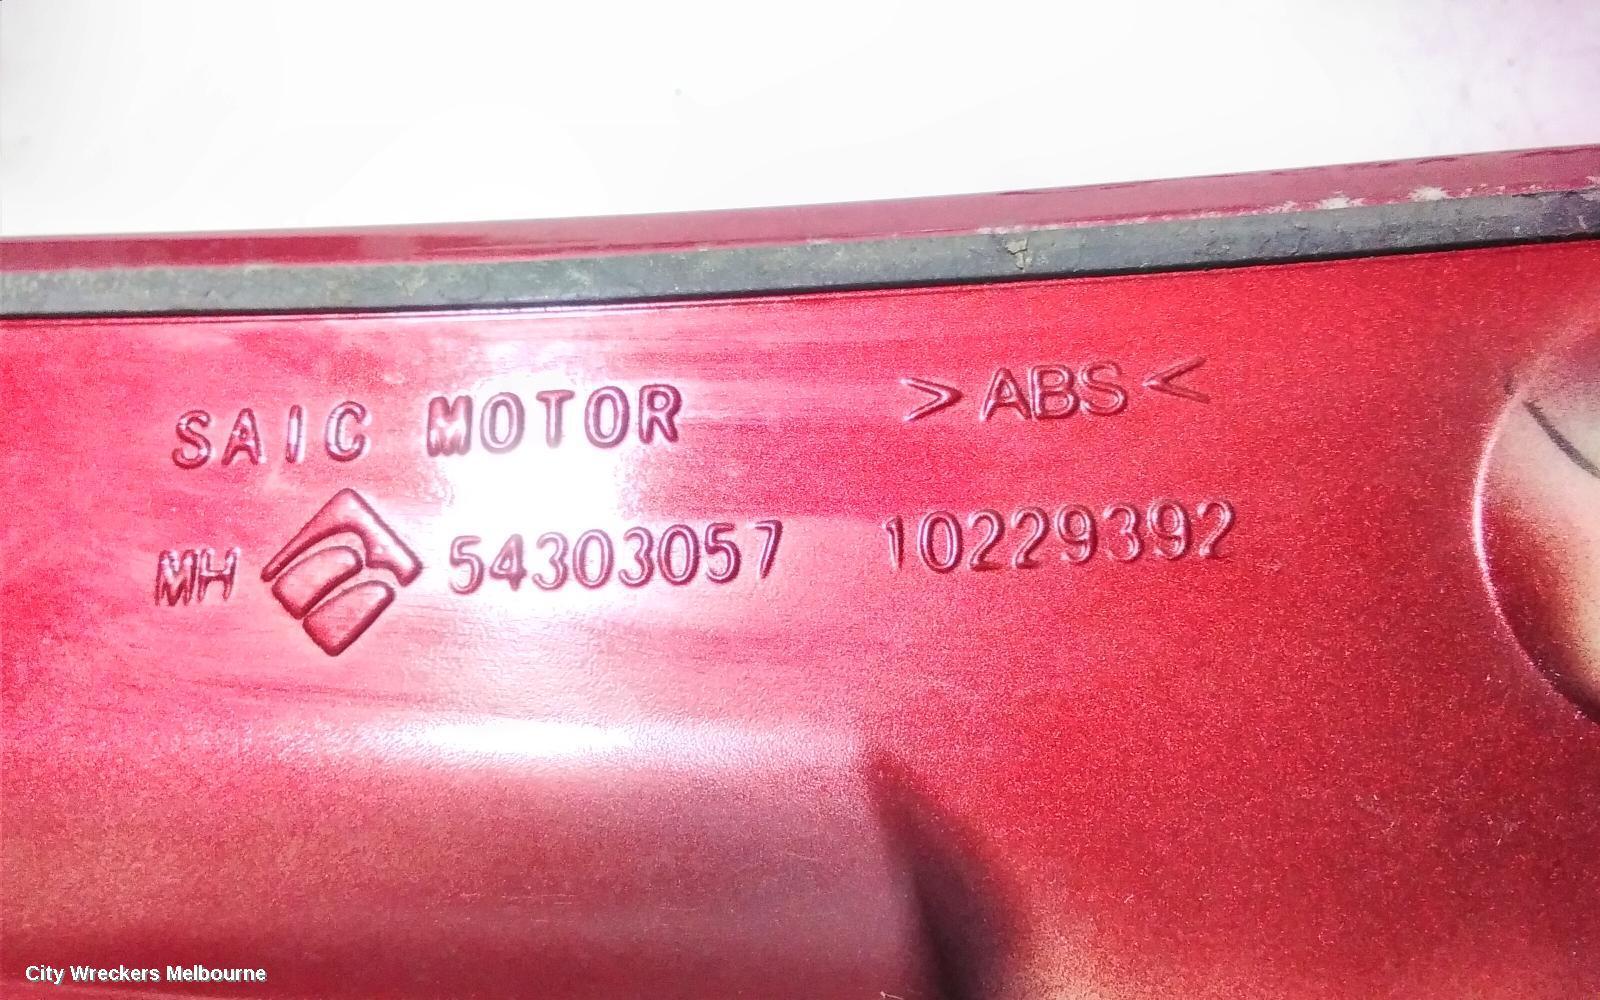 SAIC MOTOR >ABS<
MH 54303057 10229392
City Wreckers Melbourne